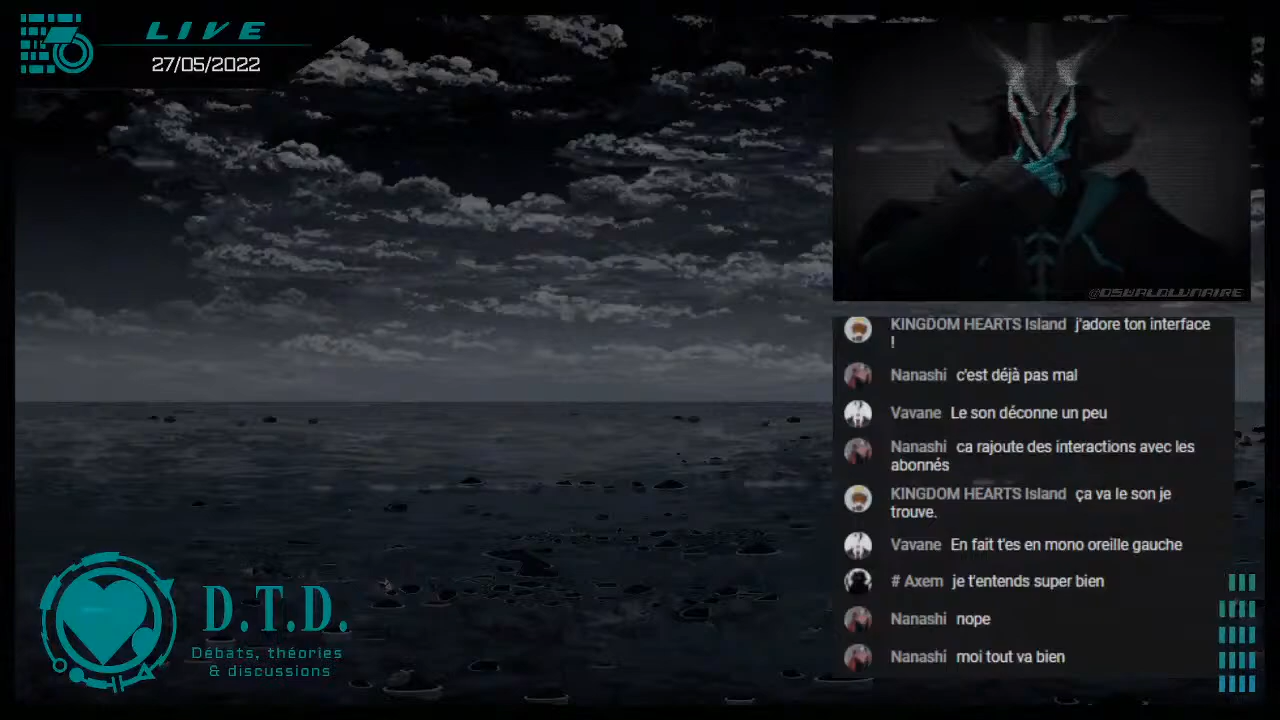 LIVE
27/05/2022
@OSWALDLUNAIRE
KINGDOM HEARTS Island j'adore ton interface
!
Nanashi c'est déjà pas mal
Vavane Le son déconne un peu
Nanashi ca rajoute des interactions avec les
abonnés
KINGDOM HEARTS Island ça va le son je
trouve.
Vavane En fait t'es en mono oreille gauche
# Axem je t'entends super bien
Nanashi nope
Nanashi moi tout va bien
D.T.D.
Débats, théories
& discussions